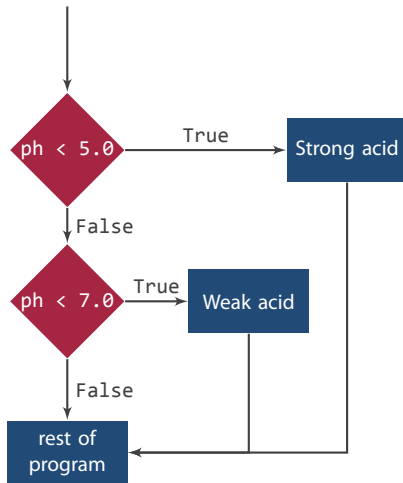 ph < 5.0
True
Strong acid
False
ph < 7.0
True
Weak acid
False
rest of
program